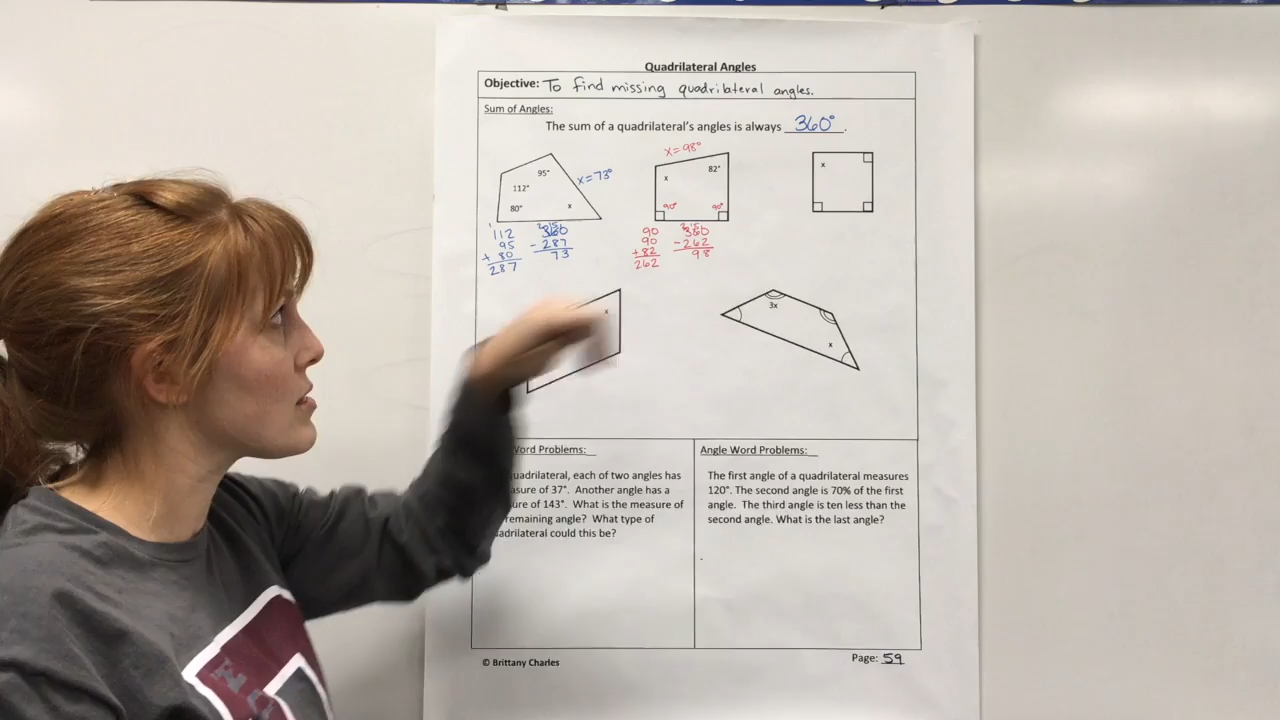 Quadrilateral Angles
Objective: To find missing quadrilateral angles.
Sum of Angles:
The sum of a quadrilateral's angles is always 360°.
95°
112°
80°
x
x=73°
112
95
+ 80
287
360
- 287
73
x=98°
x
82°
90°
90°
90
90
+ 82
262
360
- 262
98
x
x
3x
x
Word Problems:
uadrilateral, each of two angles has
asure of 37°. Another angle has a
ure of 143°. What is the measure of
remaining angle? What type of
adrilateral could this be?
Angle Word Problems:
The first angle of a quadrilateral measures
120°. The second angle is 70% of the first
angle. The third angle is ten less than the
second angle. What is the last angle?
© Brittany Charles
Page: 59